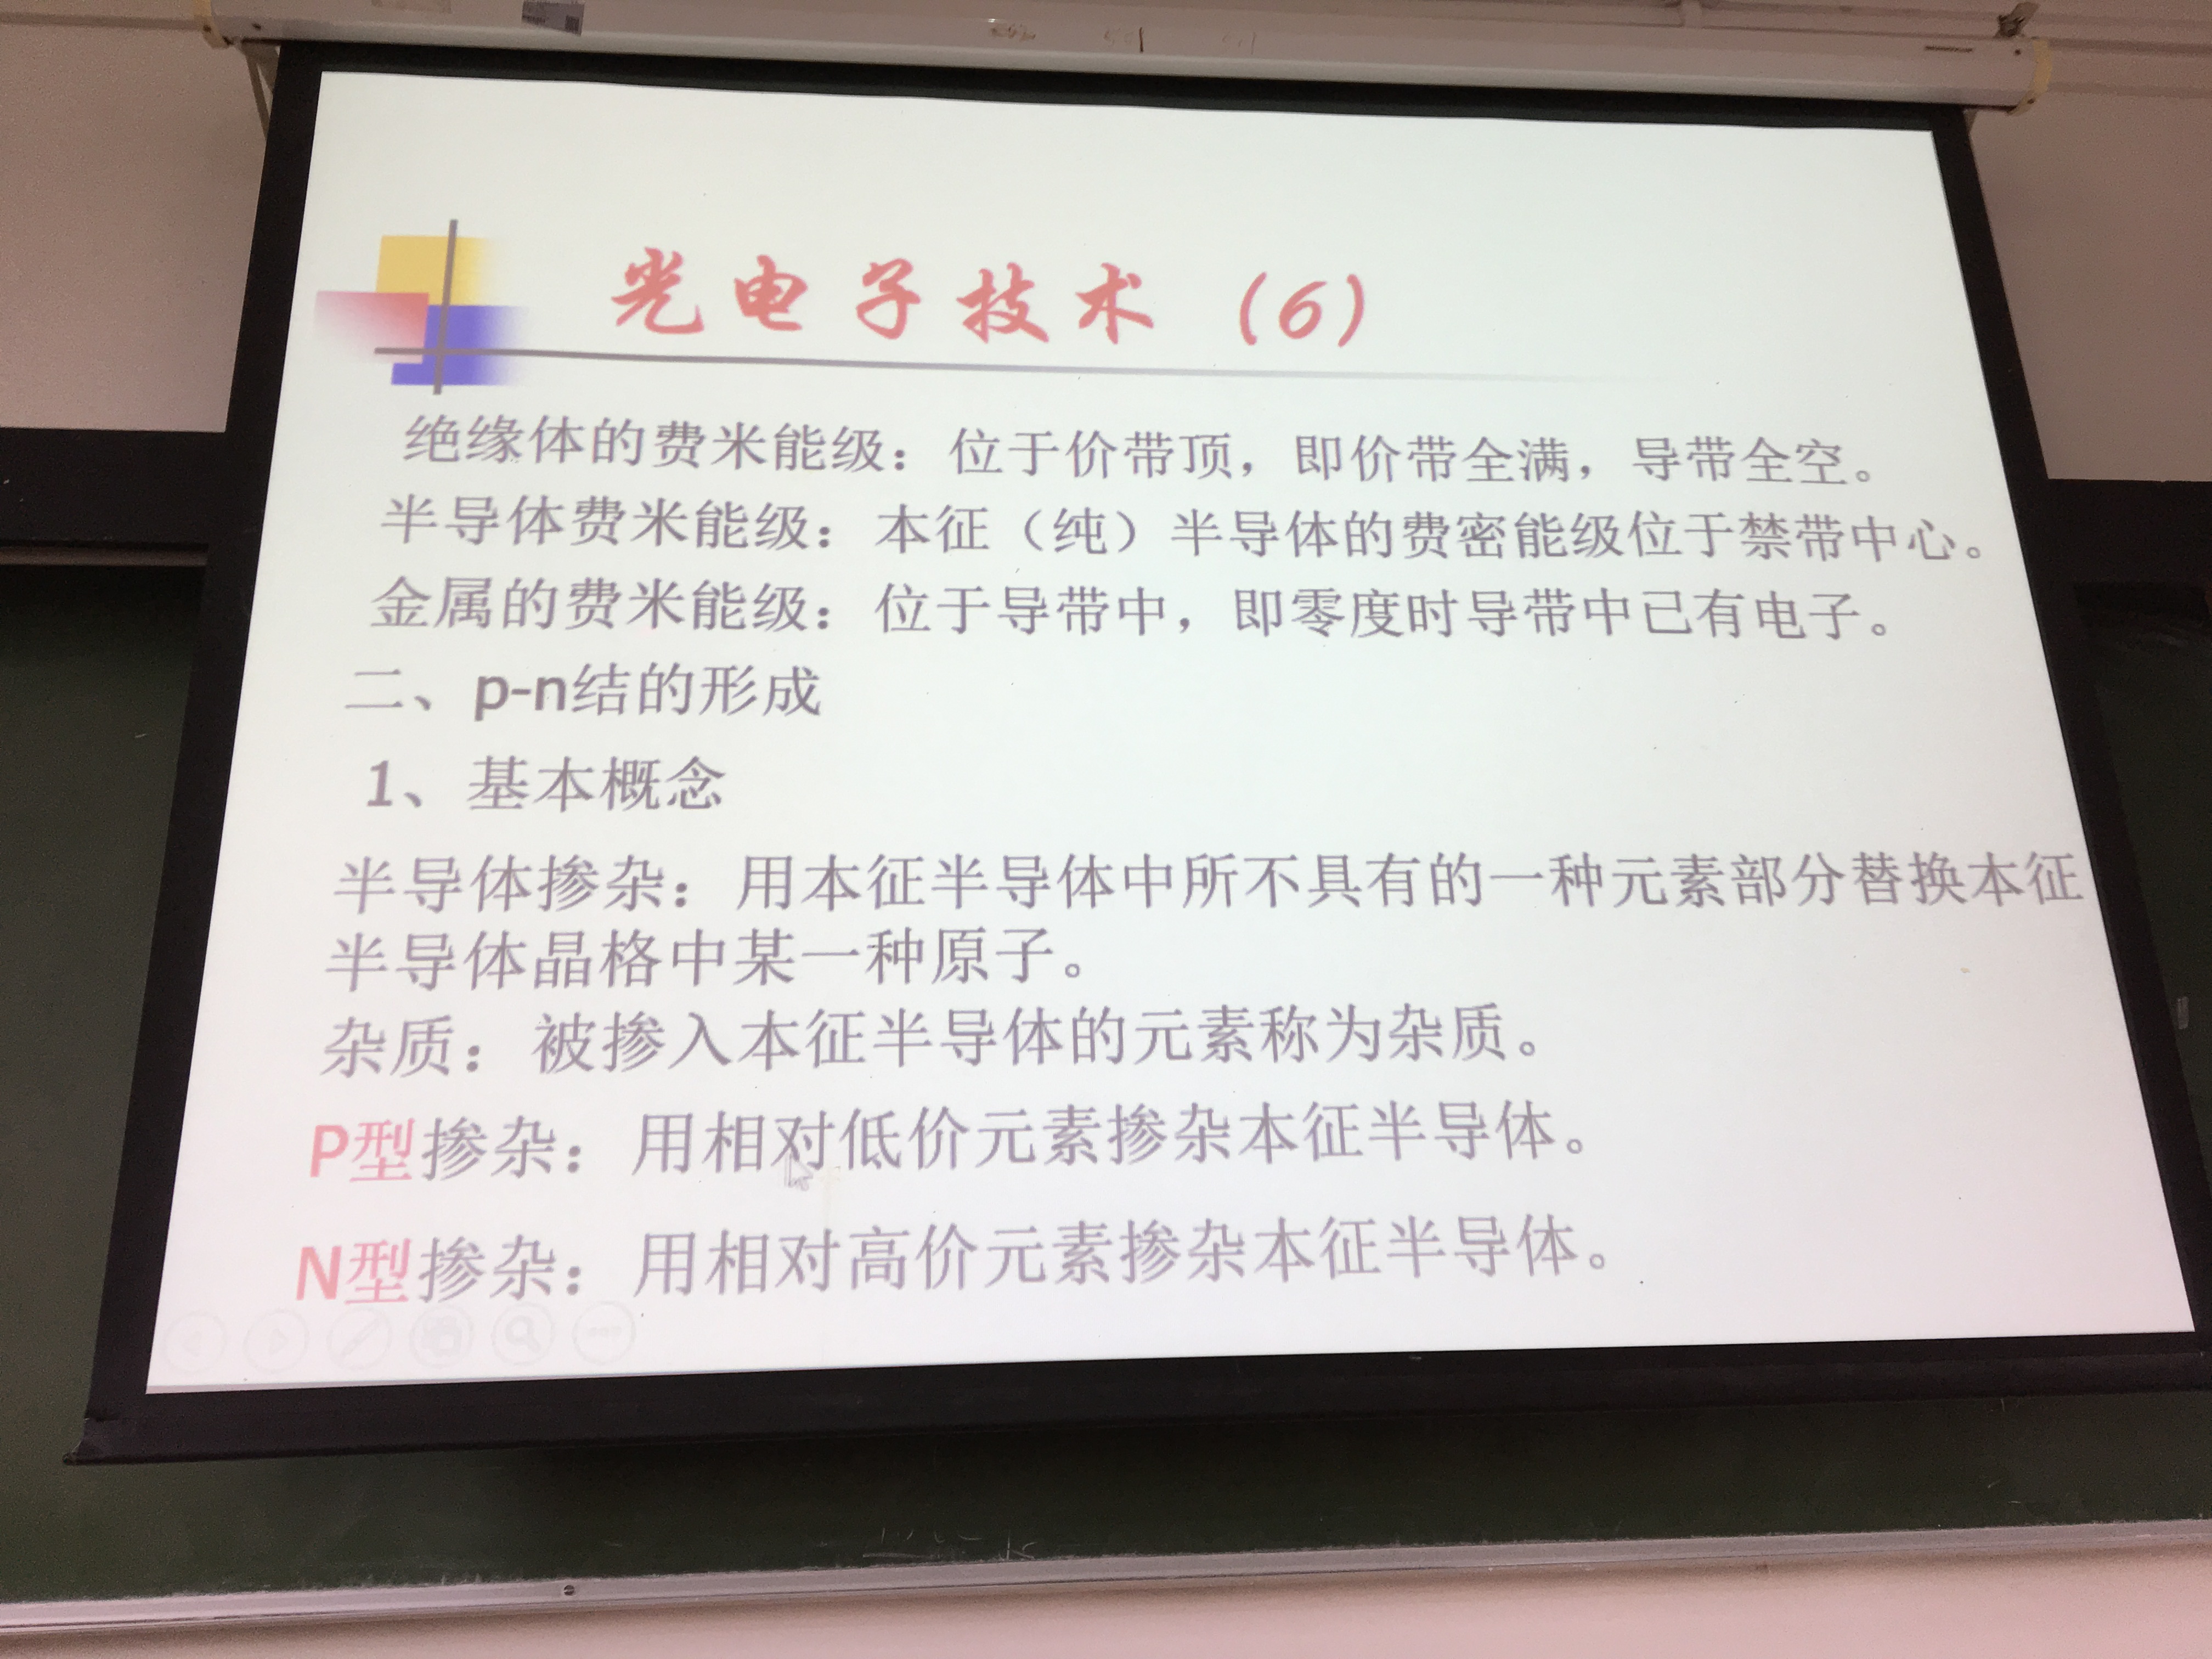 光电子技术（6）
绝缘体的费米能级：位于价带顶，即价带全满，导带全空。
半导体费米能级：本征（纯）半导体的费密能级位于禁带中心。
金属的费米能级：位于导带中，即零度时导带中已有电子。
二、p-n结的形成
1、基本概念
半导体掺杂：用本征半导体中所不具有的一种元素部分替换本征
半导体晶格中某一种原子。
杂质：被掺入本征半导体的元素称为杂质。
P型掺杂：用相对低价元素掺杂本征半导体。
N型掺杂：用相对高价元素掺杂本征半导体。